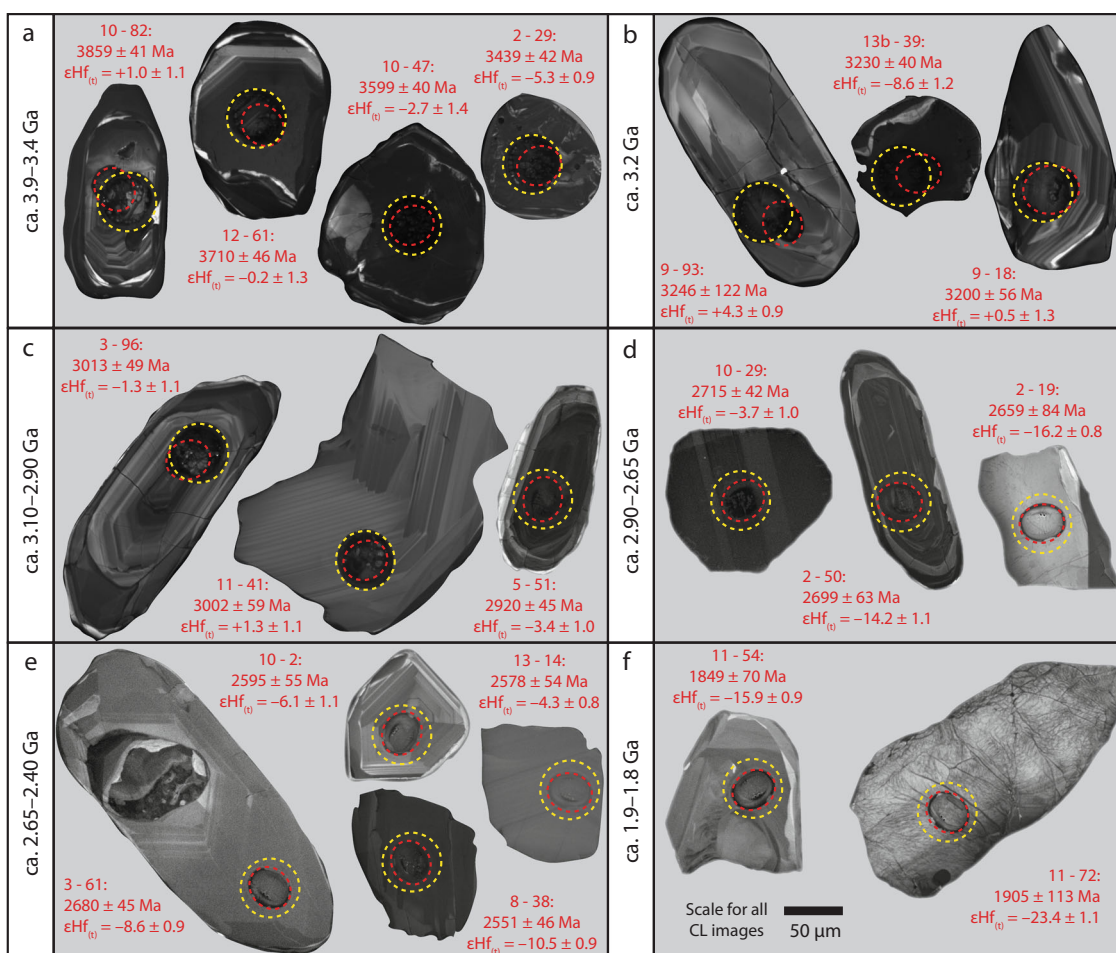 a
ca. 3.9–3.4 Ga
10 - 82:
3859 ± 41 Ma
εHf(t) = +1.0 ± 1.1
12 - 61:
3710 ± 46 Ma
εHf(t) = –0.2 ± 1.3
10 - 47:
3599 ± 40 Ma
εHf(t) = –2.7 ± 1.4
2 - 29:
3439 ± 42 Ma
εHf(t) = –5.3 ± 0.9
b
ca. 3.2 Ga
13b - 39:
3230 ± 40 Ma
εHf(t) = –8.6 ± 1.2
9 - 93:
3246 ± 122 Ma
εHf(t) = +4.3 ± 0.9
9 - 18:
3200 ± 56 Ma
εHf(t) = +0.5 ± 1.3
c
ca. 3.10–2.90 Ga
3 - 96:
3013 ± 49 Ma
εHf(t) = –1.3 ± 1.1
11 - 41:
3002 ± 59 Ma
εHf(t) = +1.3 ± 1.1
5 - 51:
2920 ± 45 Ma
εHf(t) = –3.4 ± 1.0
d
ca. 2.90–2.65 Ga
10 - 29:
2715 ± 42 Ma
εHf(t) = –3.7 ± 1.0
2 - 50:
2699 ± 63 Ma
εHf(t) = –14.2 ± 1.1
2 - 19:
2659 ± 84 Ma
εHf(t) = –16.2 ± 0.8
e
ca. 2.65–2.40 Ga
10 - 2:
2595 ± 55 Ma
εHf(t) = –6.1 ± 1.1
13 - 14:
2578 ± 54 Ma
εHf(t) = –4.3 ± 0.8
3 - 61:
2680 ± 45 Ma
εHf(t) = –8.6 ± 0.9
8 - 38:
2551 ± 46 Ma
εHf(t) = –10.5 ± 0.9
f
ca. 1.9–1.8 Ga
11 - 54:
1849 ± 70 Ma
εHf(t) = –15.9 ± 0.9
11 - 72:
1905 ± 113 Ma
εHf(t) = –23.4 ± 1.1
Scale for all
CL images
50 µm